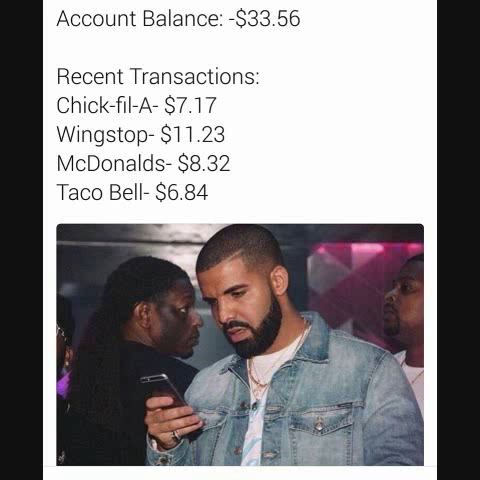 Account Balance: -$33.56
Recent Transactions:
Chick-fil-A- $7.17
Wingstop- $11.23
McDonalds- $8.32
Taco Bell- $6.84